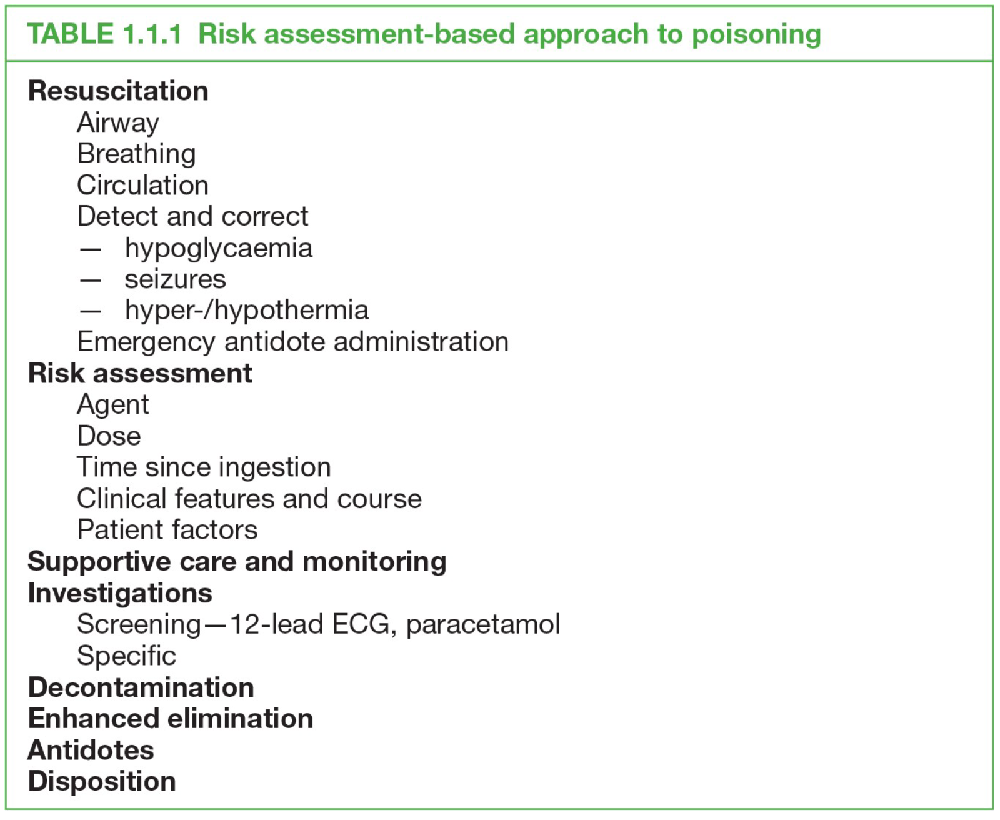 TABLE 1.1.1 Risk assessment-based approach to poisoning
Resuscitation
Airway
Breathing
Circulation
Detect and correct
— hypoglycaemia
— seizures
— hyper-/hypothermia
Emergency antidote administration
Risk assessment
Agent
Dose
Time since ingestion
Clinical features and course
Patient factors
Supportive care and monitoring
Investigations
Screening—12-lead ECG, paracetamol
Specific
Decontamination
Enhanced elimination
Antidotes
Disposition